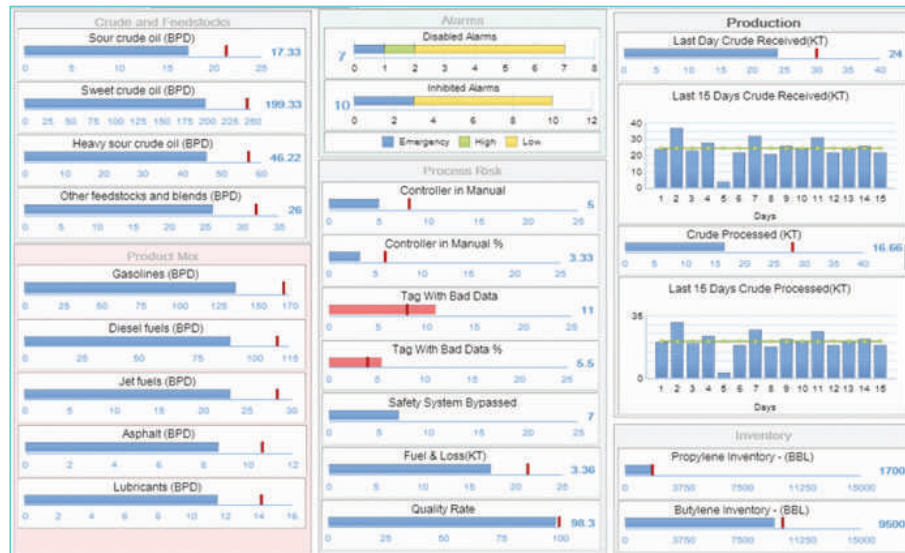 Crude and Feedstocks
Sour crude oil (BPD)
17.33
0 5 10 15 20 25
Sweet crude oil (BPD)
199.33
0 25 50 75 100 125 150 175 200 225 250
Heavy sour crude oil (BPD)
46.22
0 10 20 30 40 50 60
Other feedstocks and blends (BPD)
26
0 5 10 15 20 25 30 35
Product Mix
Gasolines (BPD)
0 25 50 75 100 125 150 170
Diesel fuels (BPD)
0 25 50 75 100 115
Jet fuels (BPD)
0 5 10 15 20 25 30
Asphalt (BPD)
0 2 4 6 8 10 12
Lubricants (BPD)
0 2 4 6 8 10 12 14 16
Alarms
Disabled Alarms
7
0 1 2 3 4 5 6 7 8
Inhibited Alarms
10
0 2 4 6 8 10 12
Emergency High Low
Process Risk
Controller in Manual
5
0 5 10 15 20 25
Controller in Manual %
3.33
0 5 10 15 20 25
Tag With Bad Data
11
0 5 10 15 20 25
Tag With Bad Data %
5.5
0 5 10 15 20 25
Safety System Bypassed
7
0 5 10 15 20 25
Fuel & Loss(KT)
3.36
0 5 10 15 20 25
Quality Rate
98.3
0 25 50 75 100
Production
Last Day Crude Received(KT)
24
0 5 10 15 20 25 30 35 40
Last 15 Days Crude Received(KT)
40
30
20
10
0
1 2 3 4 5 6 7 8 9 10 11 12 13 14 15
Days
Crude Processed (KT)
16.66
0 5 10 15 20 25 30 35 40
Last 15 Days Crude Processed(KT)
35
0
1 2 3 4 5 6 7 8 9 10 11 12 13 14 15
Days
Inventory
Propylene Inventory - (BBL)
1700
0 3750 7500 11250 15000
Butylene Inventory - (BBL)
9500
0 3750 7500 11250 15000